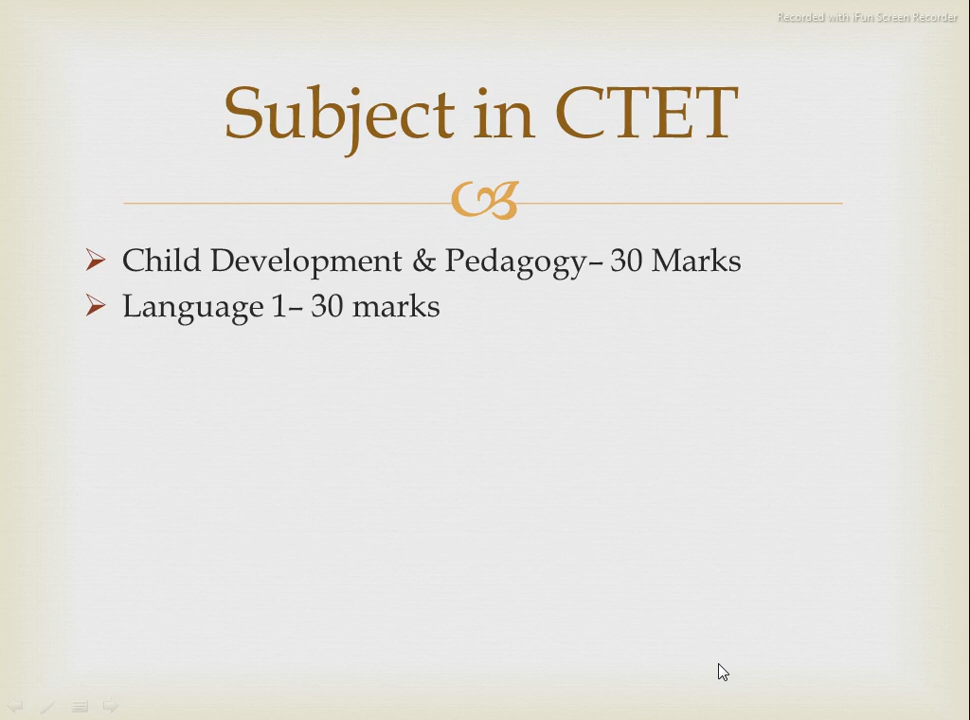 Recorded with iFun Screen Recorder
Subject in CTET
Child Development & Pedagogy– 30 Marks
Language 1– 30 marks